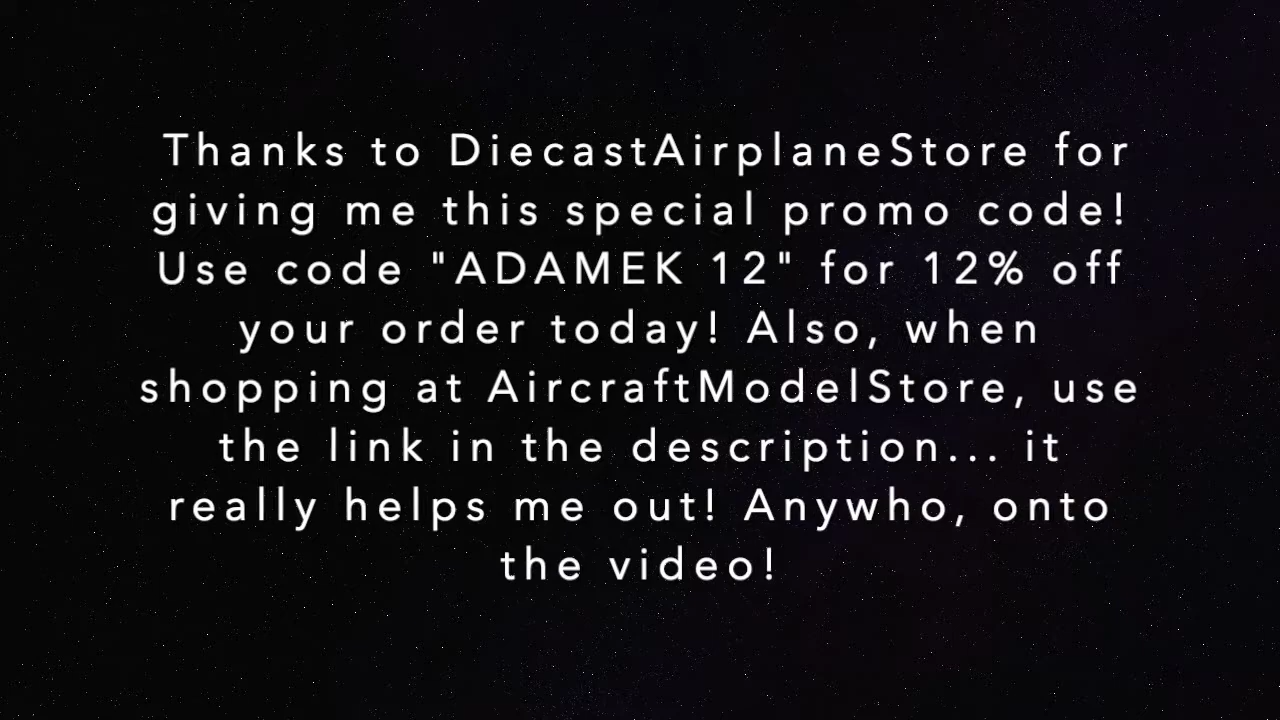 Thanks to DiecastAirplaneStore for
giving me this special promo code!
Use code "ADAMEK 12" for 12% off
your order today! Also, when
shopping at AircraftModelStore, use
the link in the description... it
really helps me out! Anywho, onto
the video!